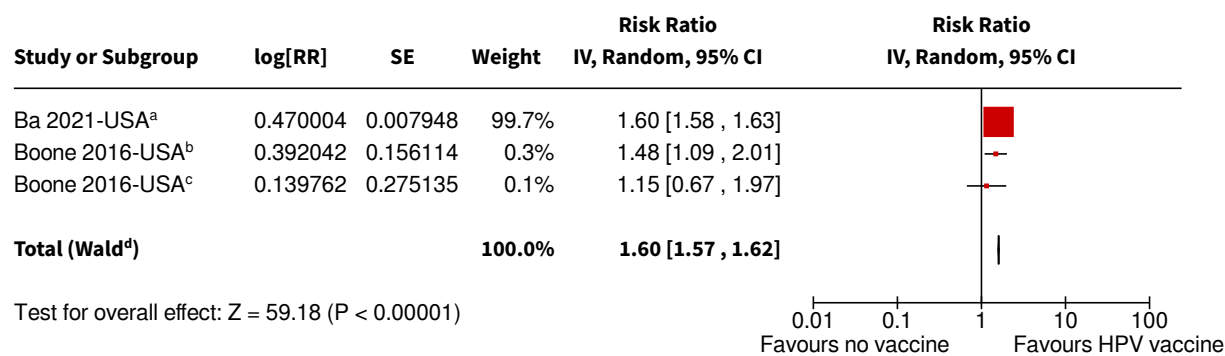 Risk Ratio Risk Ratio
Study or Subgroup log[RR] SE Weight IV, Random, 95% CI IV, Random, 95% CI
Ba 2021-USAᵃ 0.470004 0.007948 99.7% 1.60 [1.58 , 1.63]
Boone 2016-USAᵇ 0.392042 0.156114 0.3% 1.48 [1.09 , 2.01]
Boone 2016-USAᶜ 0.139762 0.275135 0.1% 1.15 [0.67 , 1.97]
Total (Waldᵈ) 100.0% 1.60 [1.57 , 1.62]
Test for overall effect: Z = 59.18 (P < 0.00001)
0.01 0.1 1 10 100
Favours no vaccine Favours HPV vaccine